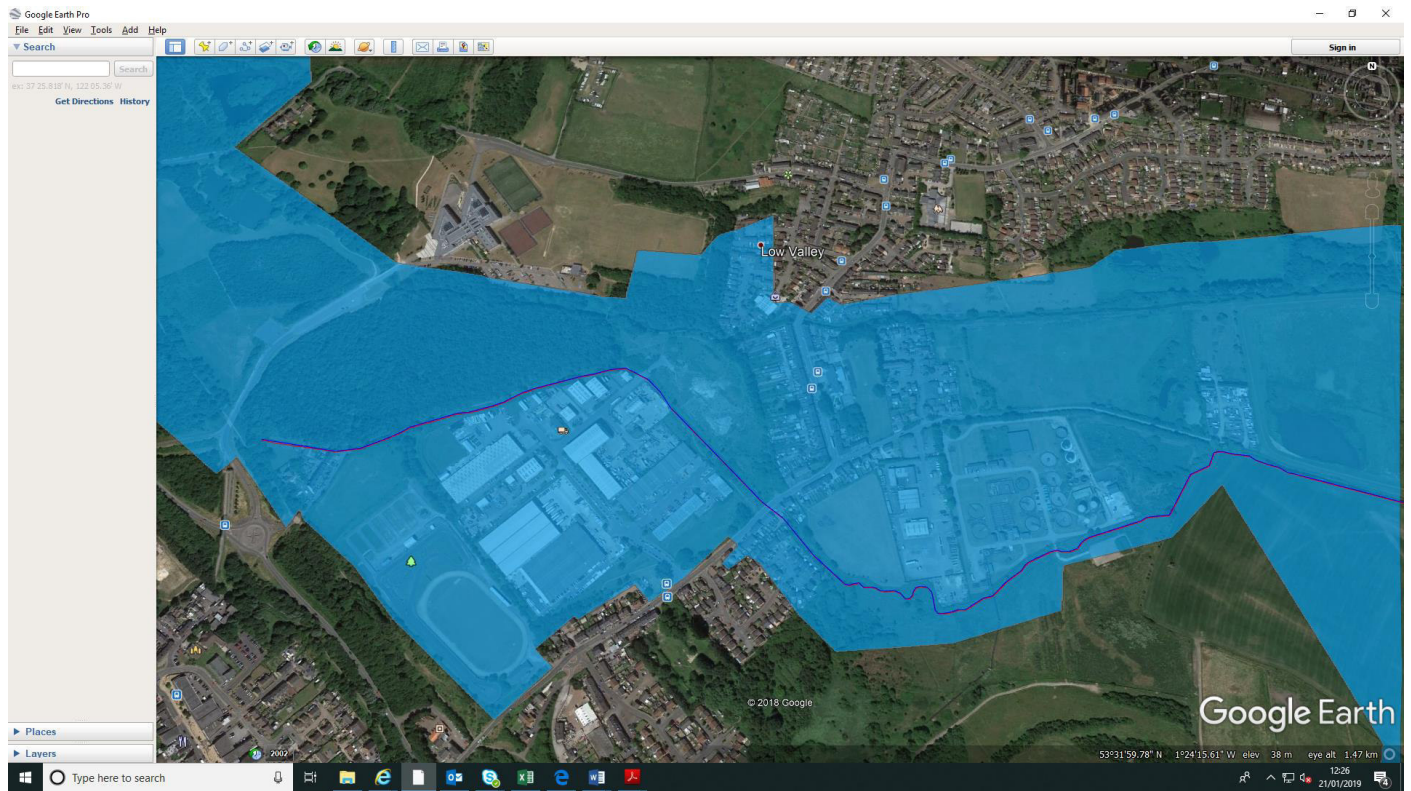 Google Earth Pro
File Edit View Tools Add Help
Search
Sign in
Search
ex: 37 25.818' N, 122 05.36' W
Get Directions History
N
Low Valley
© 2018 Google
Google Earth
Places
Layers
2002
53°31'59.78" N 1°24'15.61" W elev 38 m eye alt 1.47 km
Type here to search
12:26
21/01/2019
4